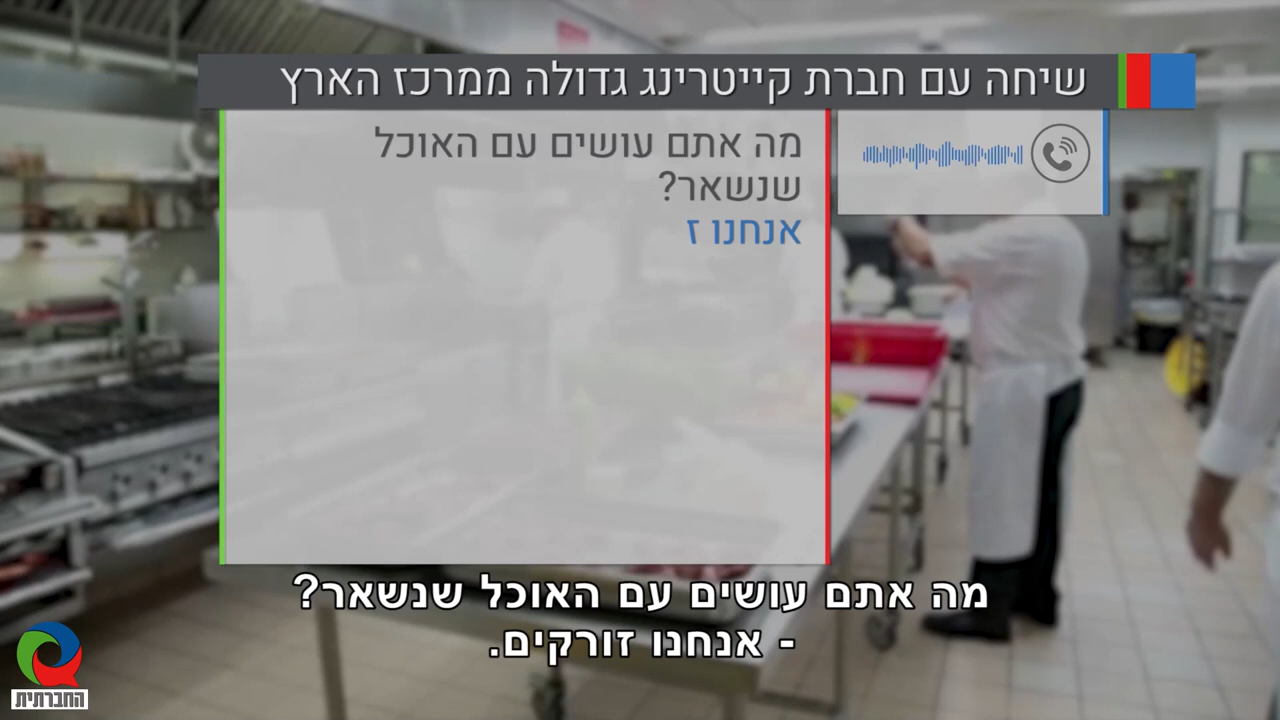 שיחה עם חברת קייטרינג גדולה ממרכז הארץ
מה אתם עושים עם האוכל
שנשאר?
אנחנו ז
מה אתם עושים עם האוכל שנשאר?
- אנחנו זורקים.
החברתית